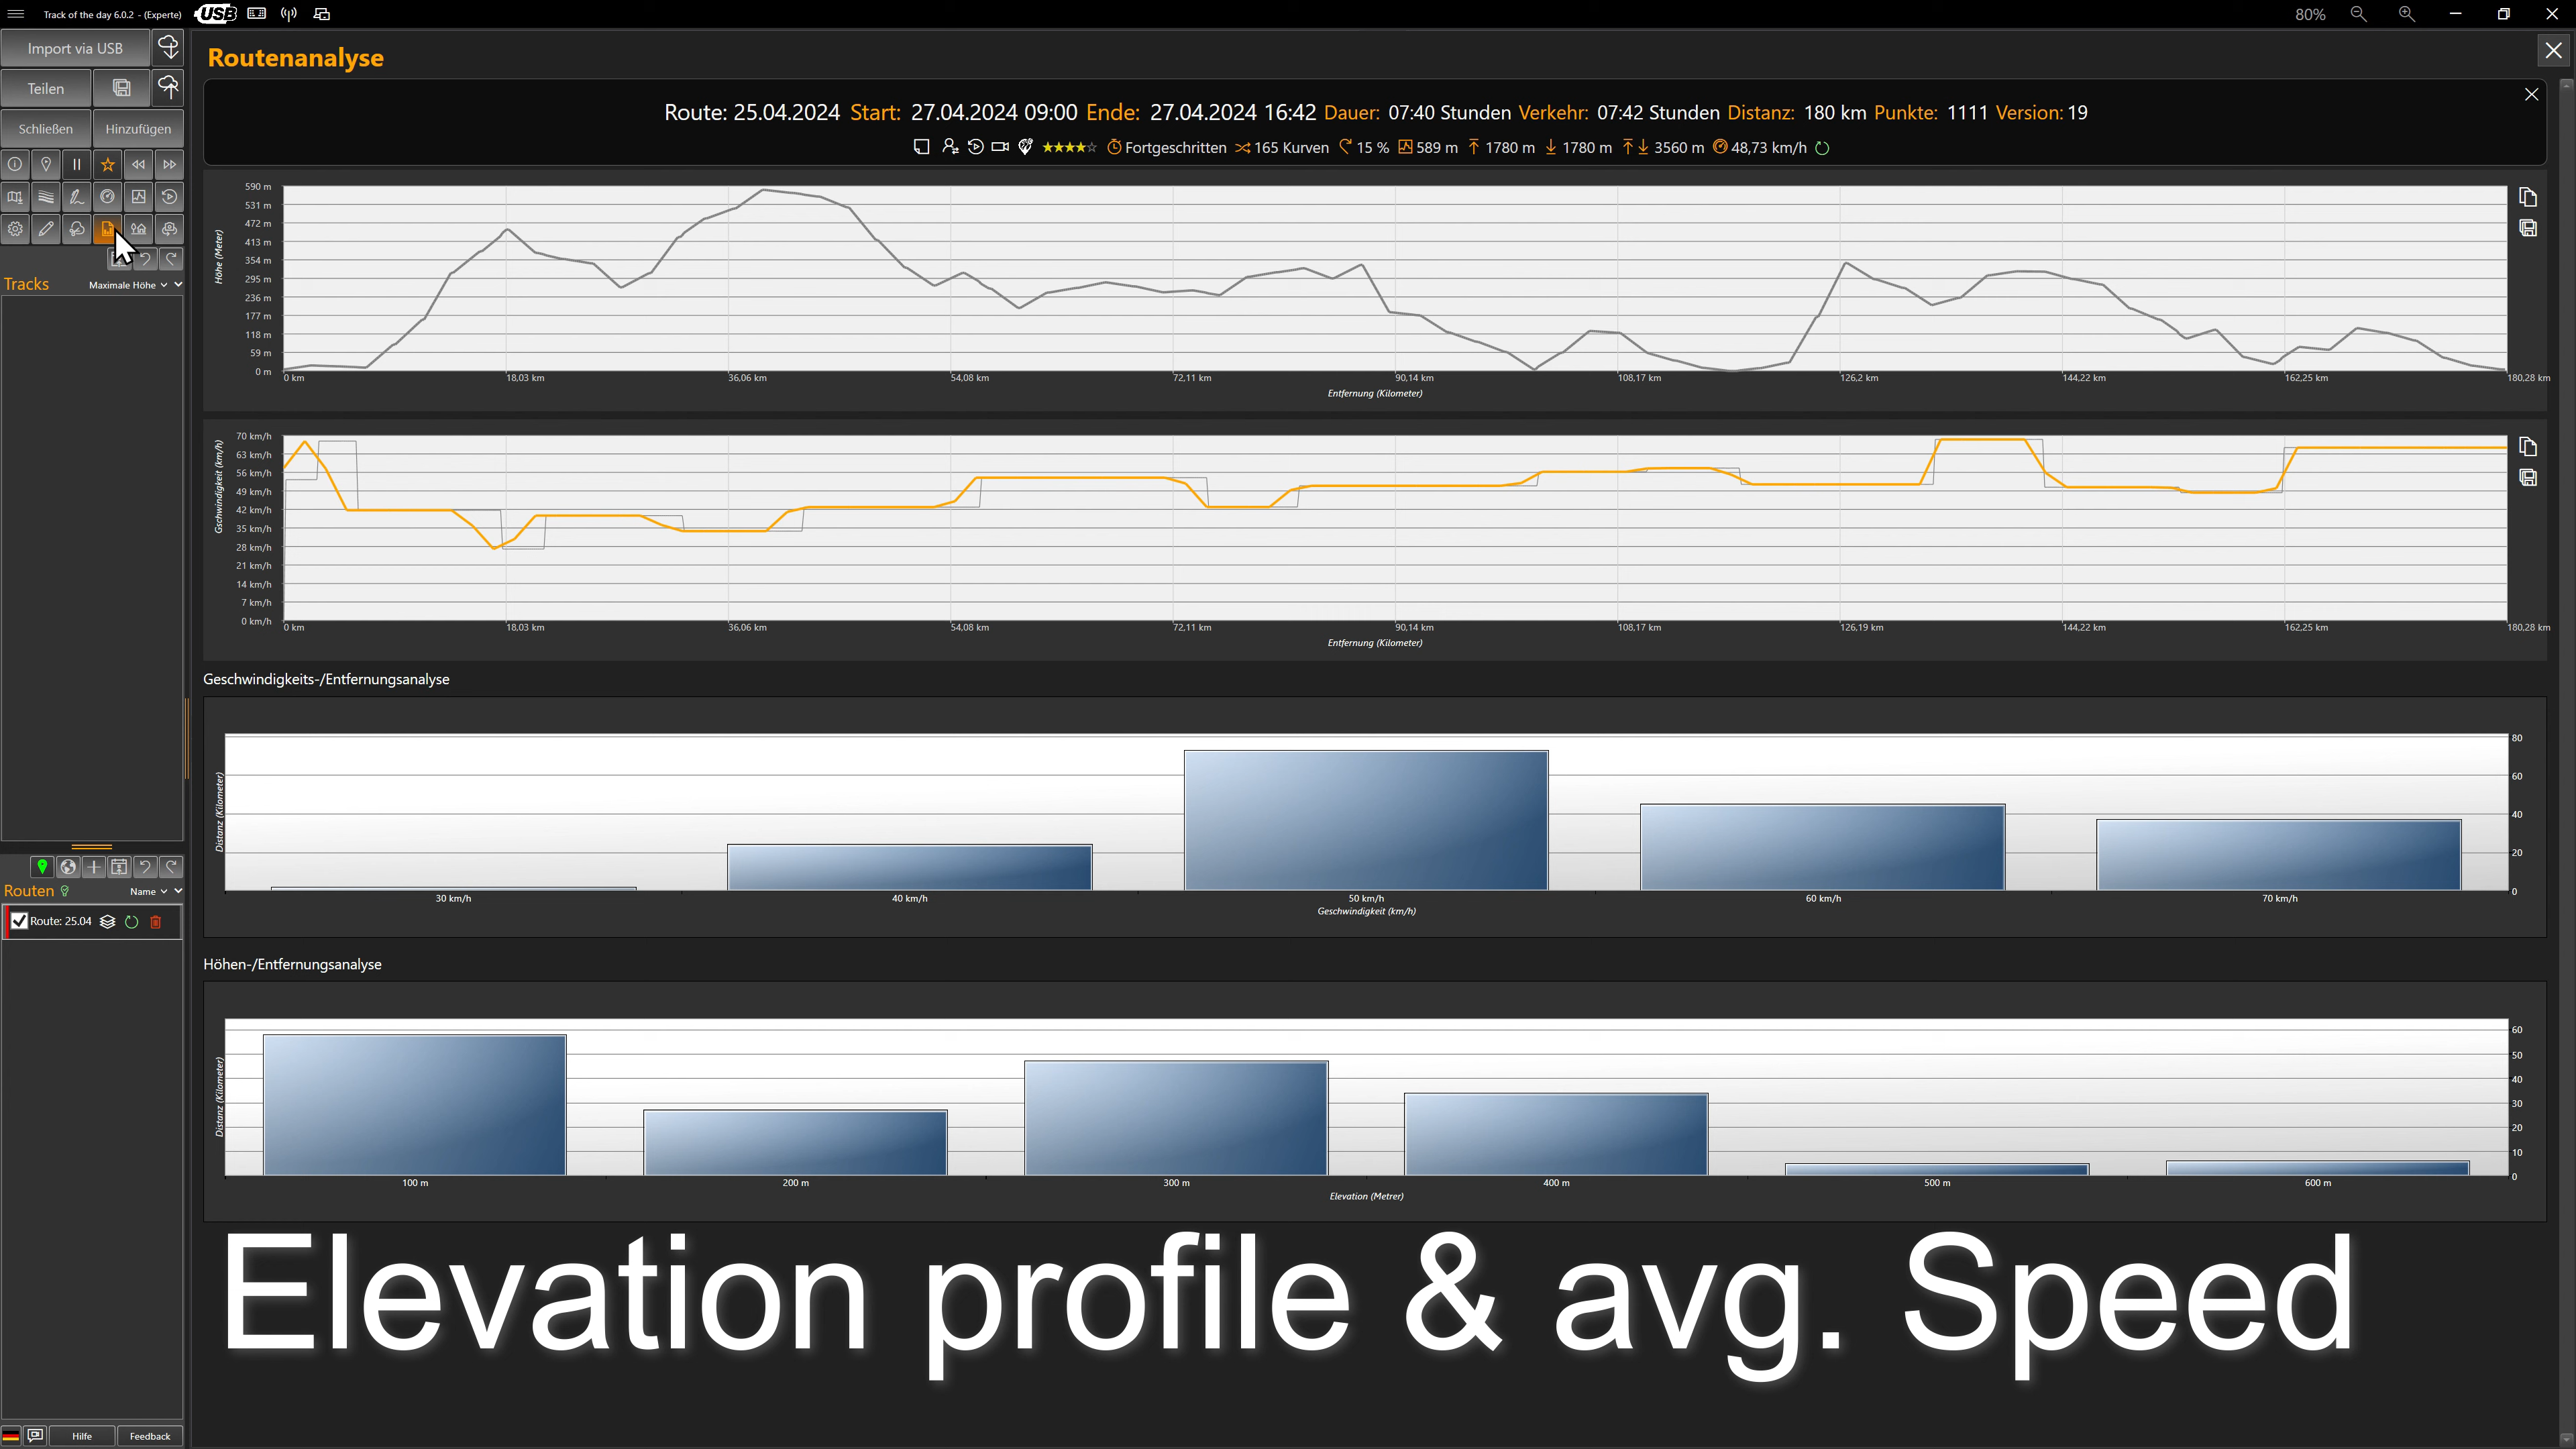 Track of the day 6.0.2 - (Experte)
USB
80%
Import via USB
Teilen
Schließen Hinzufügen
Tracks Maximale Höhe
Routen Name
Route: 25.04
Hilfe Feedback
Routenanalyse
Route: 25.04.2024 Start: 27.04.2024 09:00 Ende: 27.04.2024 16:42 Dauer: 07:40 Stunden Verkehr: 07:42 Stunden Distanz: 180 km Punkte: 1111 Version: 19
Fortgeschritten 165 Kurven 15 % 589 m 1780 m 1780 m 3560 m 48,73 km/h
Höhe (Meter)
590 m
531 m
472 m
413 m
354 m
295 m
236 m
177 m
118 m
59 m
0 m
0 km 18,03 km 36,06 km 54,08 km 72,11 km 90,14 km 108,17 km 126,2 km 144,22 km 162,25 km 180,28 km
Entfernung (Kilometer)
Gschwindigkeit (km/h)
70 km/h
63 km/h
56 km/h
49 km/h
42 km/h
35 km/h
28 km/h
21 km/h
14 km/h
7 km/h
0 km/h
0 km 18,03 km 36,06 km 54,08 km 72,11 km 90,14 km 108,17 km 126,19 km 144,22 km 162,25 km 180,28 km
Entfernung (Kilometer)
Geschwindigkeits-/Entfernungsanalyse
Distanz (Kilometer)
80
60
40
20
0
30 km/h 40 km/h 50 km/h 60 km/h 70 km/h
Geschwindigkeit (km/h)
Höhen-/Entfernungsanalyse
Distanz (Kilometer)
60
50
40
30
20
10
0
100 m 200 m 300 m 400 m 500 m 600 m
Elevation (Metrer)
Elevation profile & avg. Speed